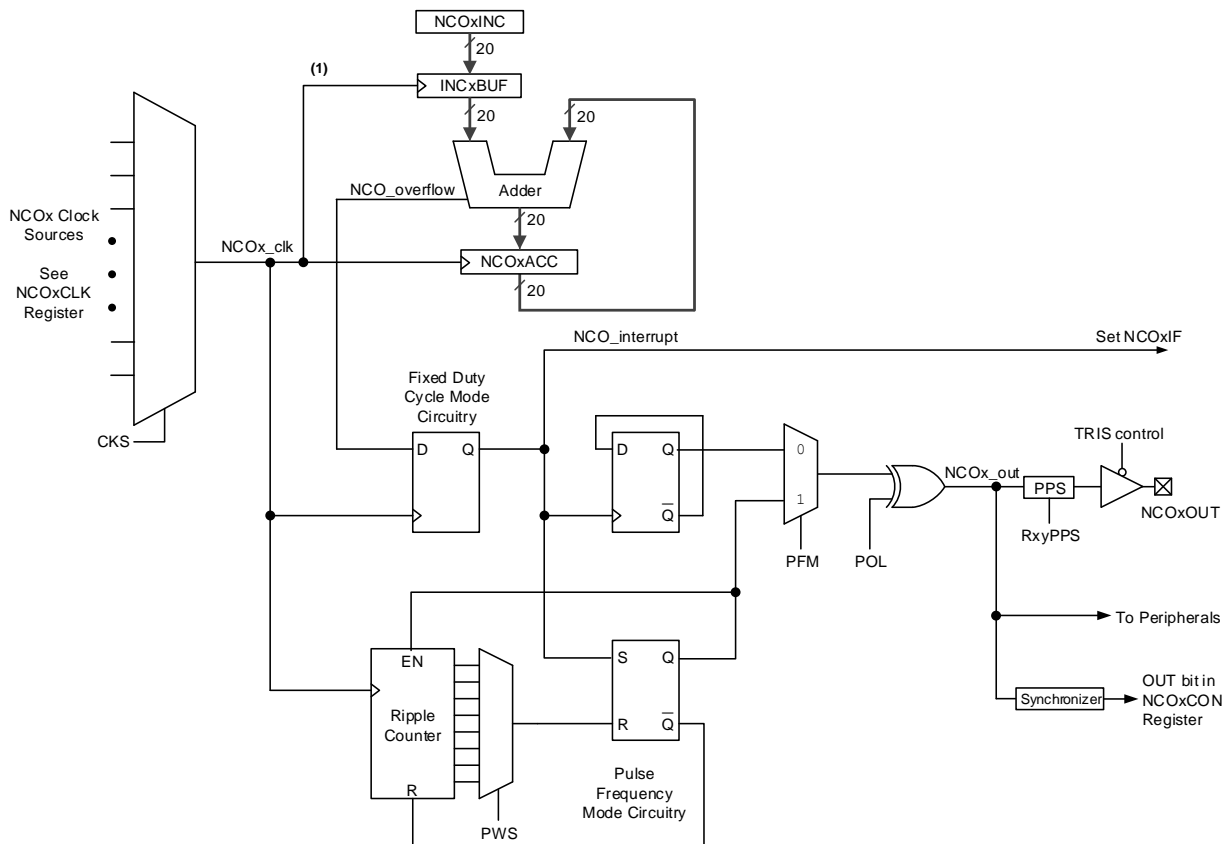 NCOxINC
20
(1)
INCxBUF
20
20
Adder
NCO_overflow
20
NCOx Clock
Sources
See
NCOxCLK
Register
NCOx_clk
NCOxACC
20
NCO_interrupt
Set NCOxIF
Fixed Duty
Cycle Mode
Circuitry
CKS
D
Q
D
Q
Q
0
1
PFM
POL
NCOx_out
TRIS control
PPS
RxyPPS
NCOxOUT
To Peripherals
EN
Ripple
Counter
R
PWS
S
Q
R
Q
Pulse
Frequency
Mode Circuitry
Synchronizer
OUT bit in
NCOxCON
Register